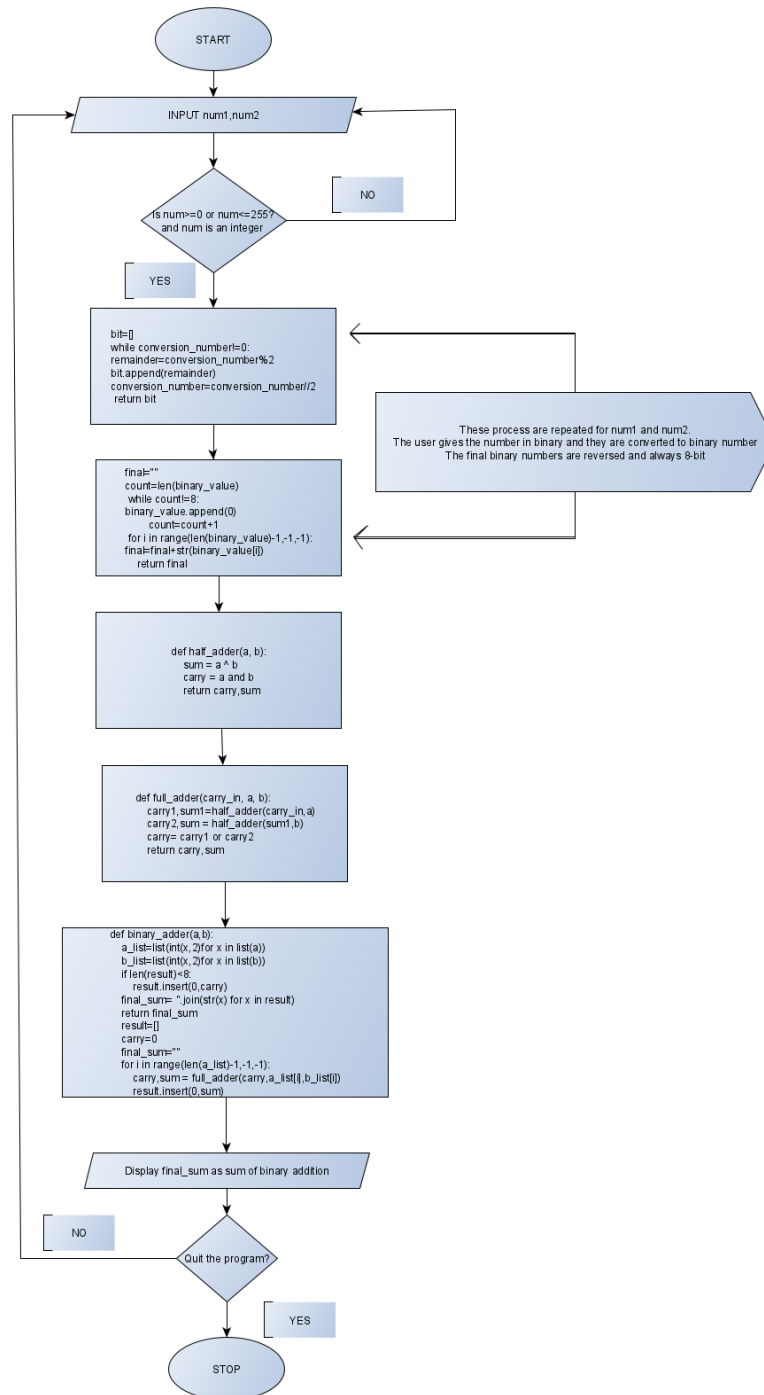 START
INPUT num1,num2
Is num>=0 or num<=255?
and num is an integer
NO
YES
bit=[]
while conversion_number!=0:
remainder=conversion_number%2
bit.append(remainder)
conversion_number=conversion_number//2
return bit
These process are repeated for num1 and num2.
The user gives the number in binary and they are converted to binary number
The final binary numbers are reversed and always 8-bit
final=""
count=len(binary_value)
while count!=8:
binary_value.append(0)
count=count+1
for i in range(len(binary_value)-1,-1,-1):
final=final+str(binary_value[i])
return final
def half_adder(a, b):
sum = a ^ b
carry = a and b
return carry,sum
def full_adder(carry_in, a, b):
carry1,sum1=half_adder(carry_in,a)
carry2,sum = half_adder(sum1,b)
carry= carry1 or carry2
return carry,sum
def binary_adder(a,b):
a_list=list(int(x,2)for x in list(a))
b_list=list(int(x,2)for x in list(b))
if len(result)<8:
result.insert(0,carry)
final_sum= ''.join(str(x) for x in result)
return final_sum
result=[]
carry=0
final_sum=""
for i in range(len(a_list)-1,-1,-1):
carry,sum = full_adder(carry,a_list[i],b_list[i])
result.insert(0,sum)
Display final_sum as sum of binary addition
NO
Quit the program?
YES
STOP